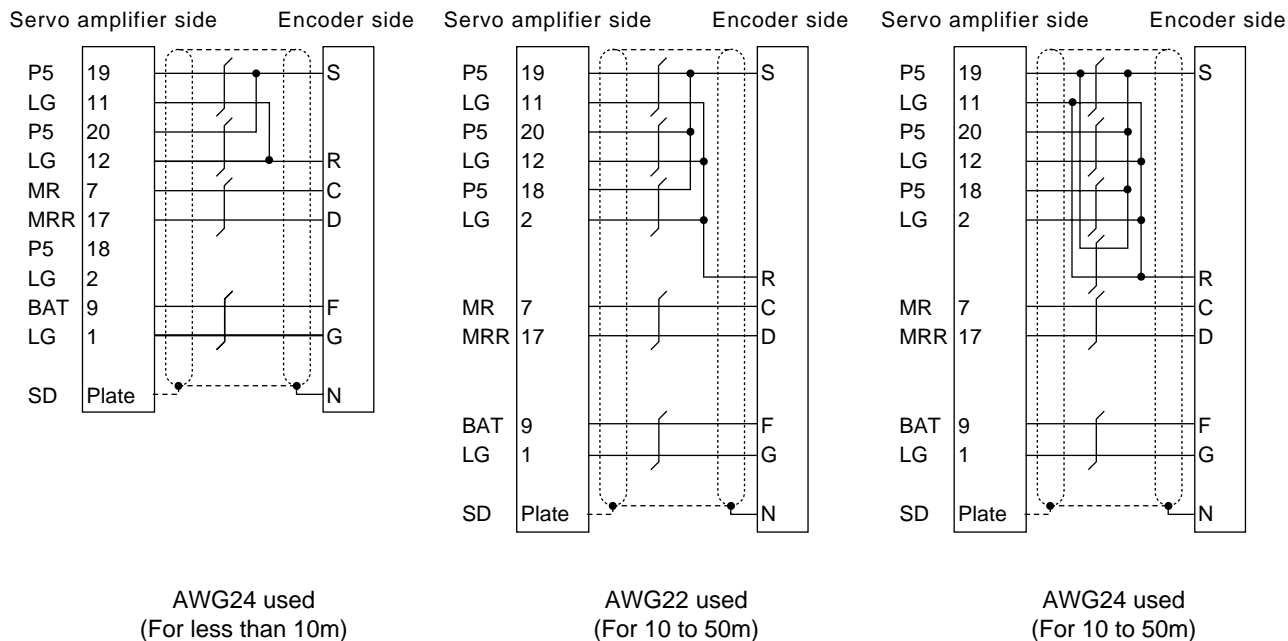 Servo amplifier side Encoder side
P5 19 S
LG 11
P5 20
LG 12 R
MR 7 C
MRR 17 D
P5 18
LG 2
BAT 9 F
LG 1 G
SD Plate N
AWG24 used
(For less than 10m)
Servo amplifier side Encoder side
P5 19 S
LG 11
P5 20
LG 12
P5 18
LG 2
R
MR 7 C
MRR 17 D
BAT 9 F
LG 1 G
SD Plate N
AWG22 used
(For 10 to 50m)
Servo amplifier side Encoder side
P5 19 S
LG 11
P5 20
LG 12
P5 18
LG 2
R
MR 7 C
MRR 17 D
BAT 9 F
LG 1 G
SD Plate N
AWG24 used
(For 10 to 50m)